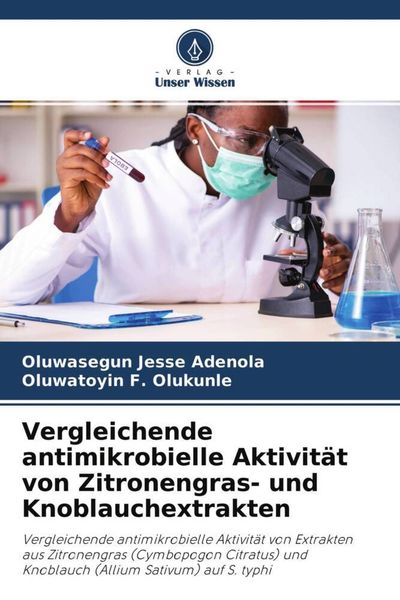 - VERLAG -
Unser Wissen
EBOLA
Oluwasegun Jesse Adenola
Oluwatoyin F. Olukunle
Vergleichende
antimikrobielle Aktivität
von Zitronengras- und
Knoblauchextrakten
Vergleichende antimikrobielle Aktivität von Extrakten
aus Zitronengras (Cymbopogon Citratus) und
Knoblauch (Allium Sativum) auf S. typhi